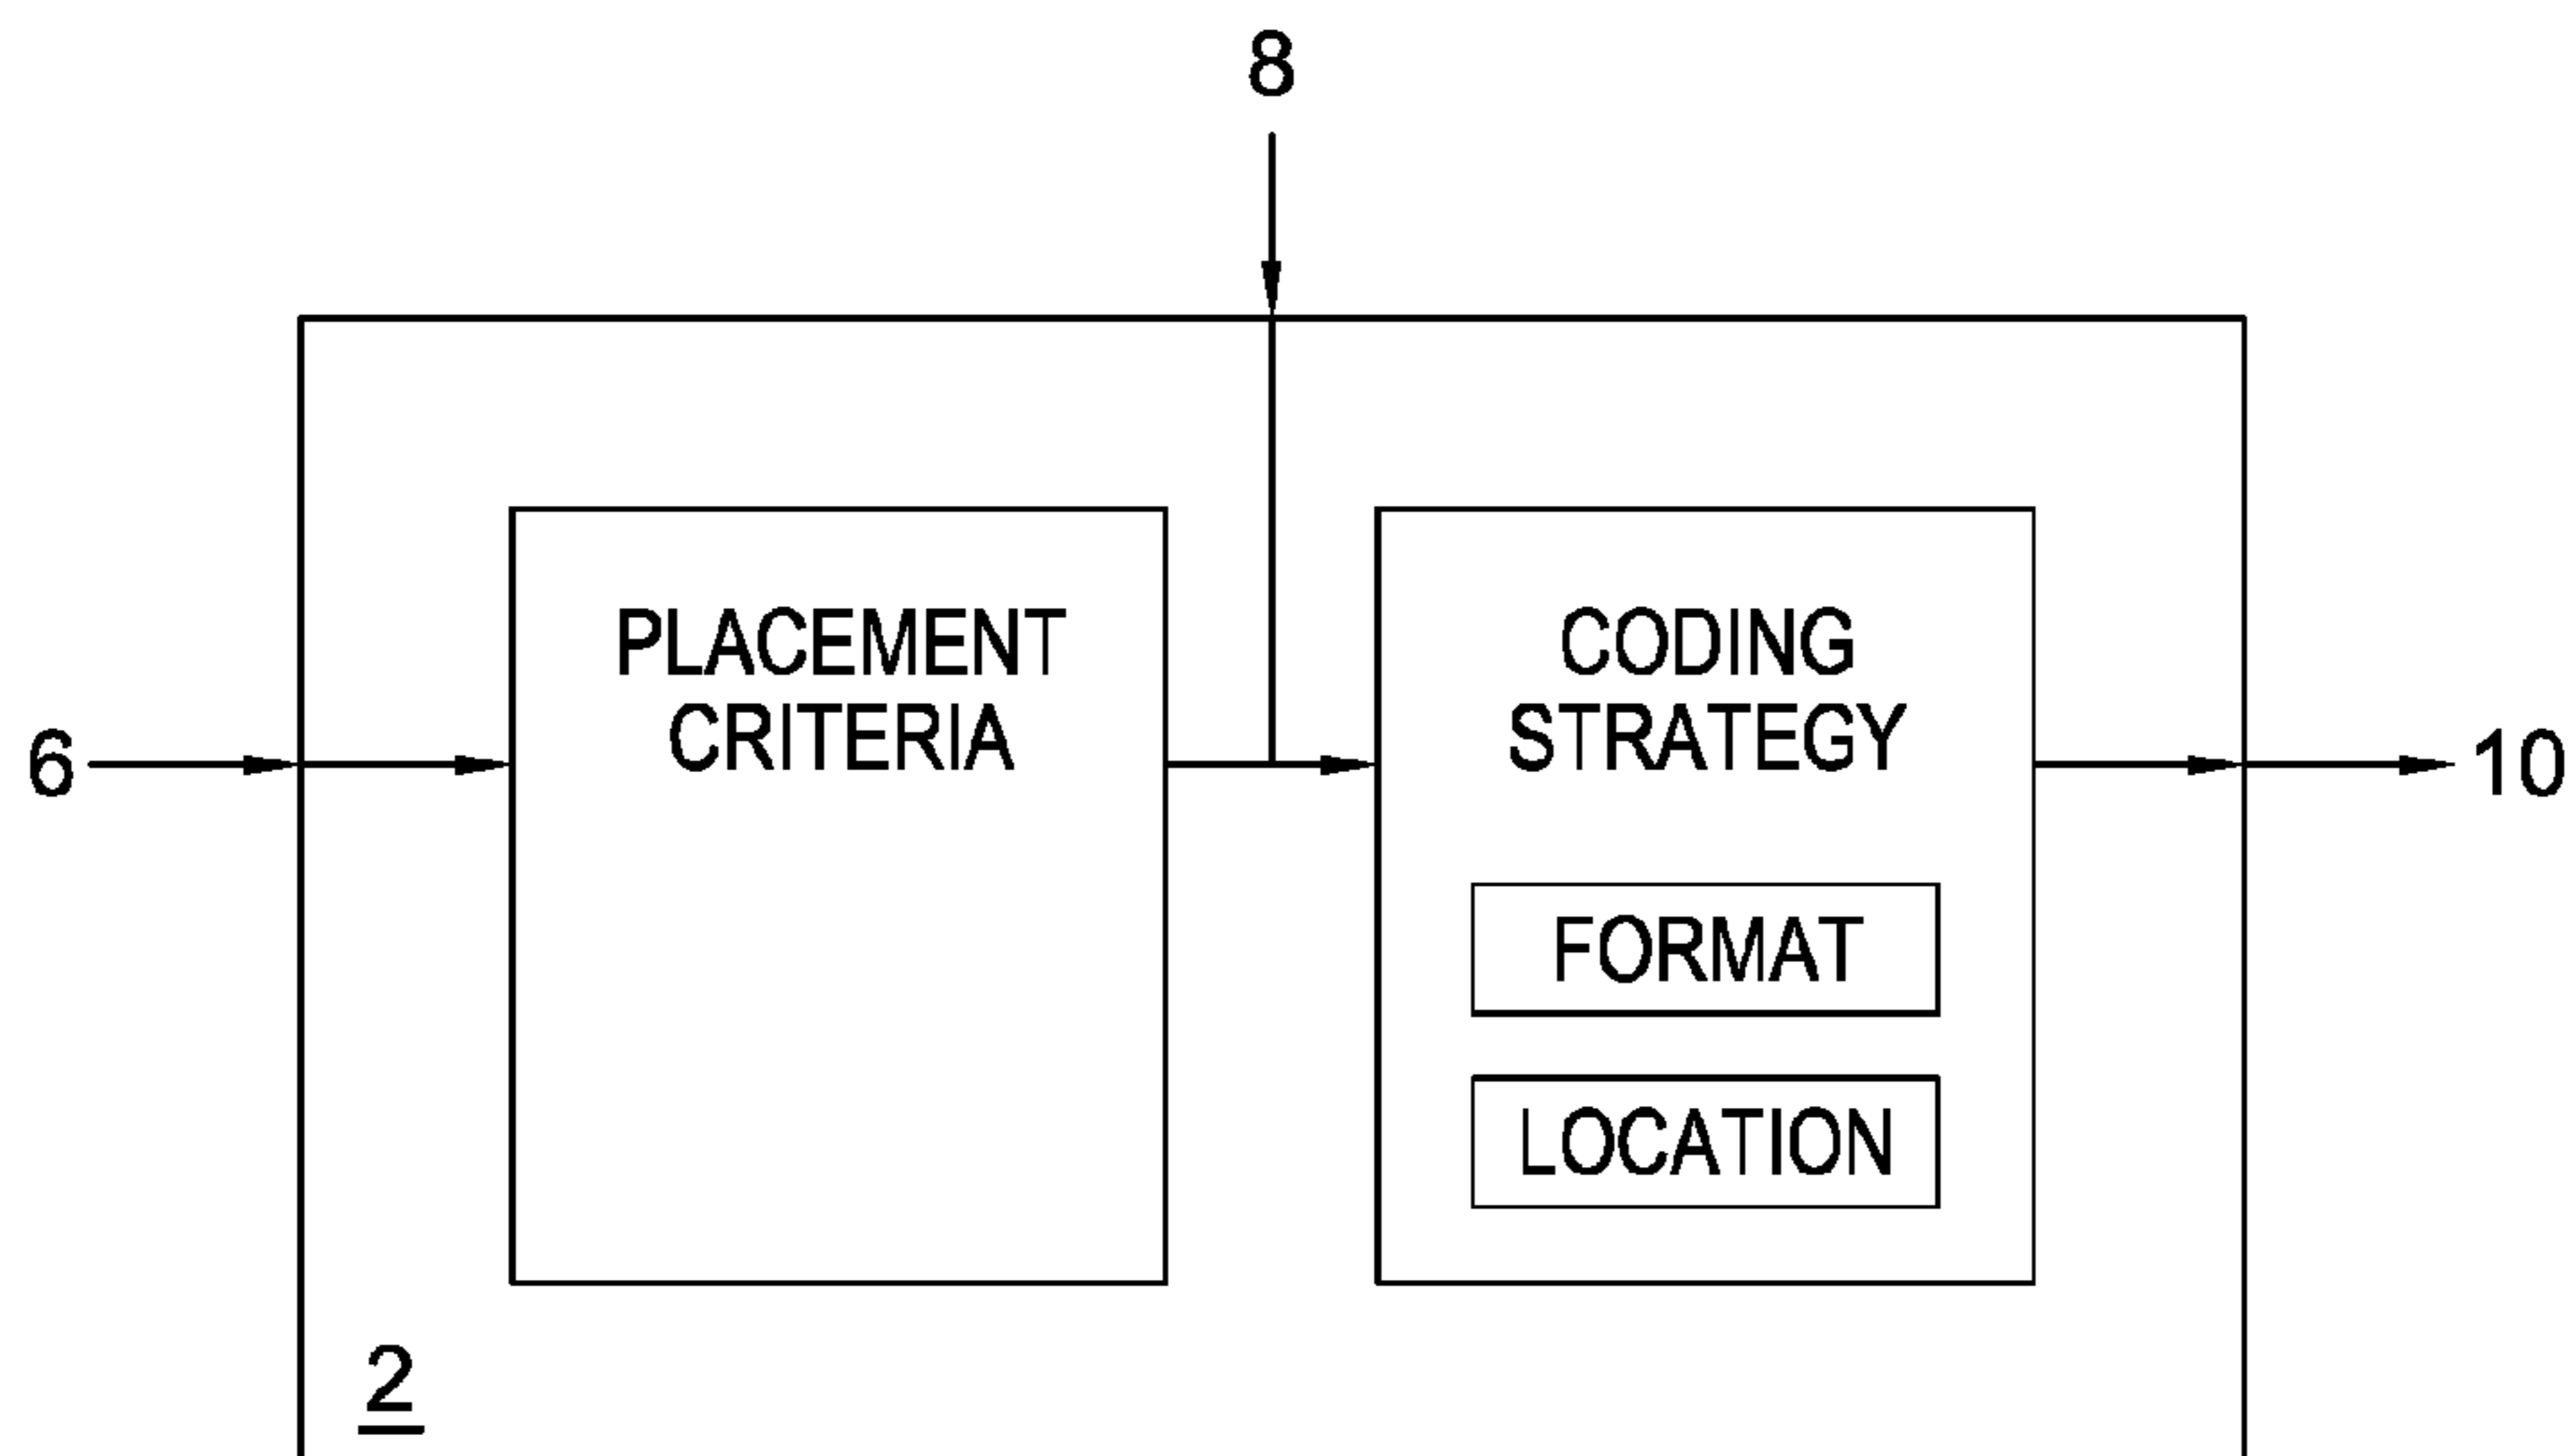 8
PLACEMENT
CRITERIA
CODING
STRATEGY
6
10
FORMAT
LOCATION
2